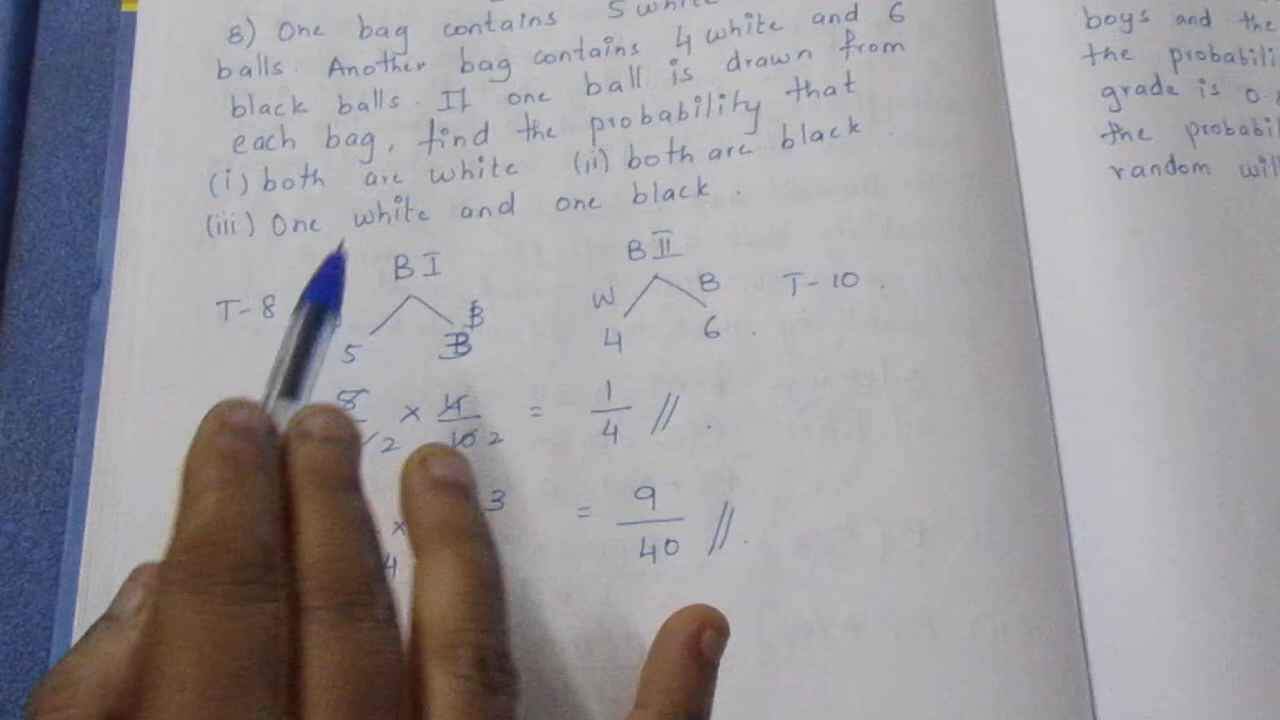 8) One bag contains 5 white
balls. Another bag contains 4 white and 6
black balls. If one ball is drawn from
each bag, find the probability that
(i) both are white (ii) both are black.
(iii) One white and one black.
B I B II
T-8 B W B T-10.
5 3 4 6.
5/ 2 × 4/10 2 = 1/4 //.
× 3 = 9/40 //.
4
boys and the
the probabili
grade is 0.
the probabil
random wil